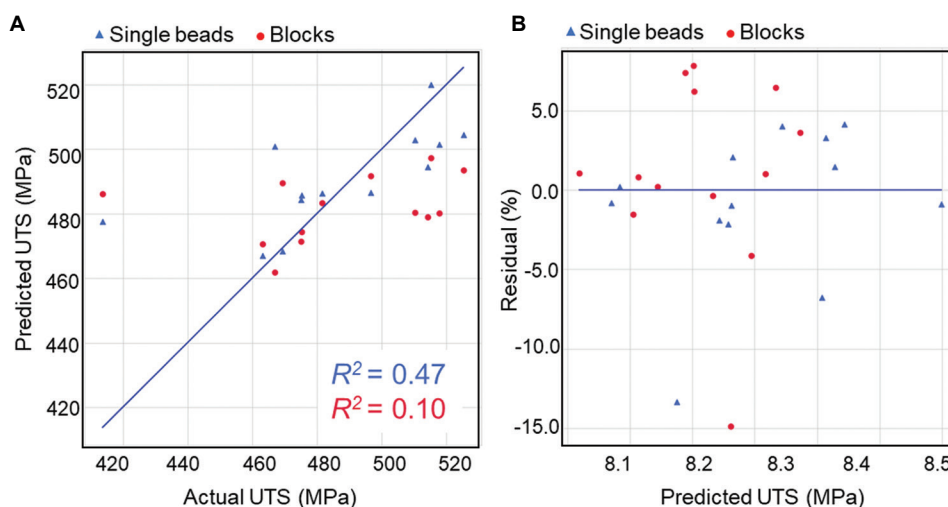 A
Single beads Blocks
520
500
480
460
440
420
Predicted UTS (MPa)
R² = 0.47
R² = 0.10
420 440 460 480 500 520
Actual UTS (MPa)
B
Single beads Blocks
5.0
0.0
-5.0
-10.0
-15.0
Residual (%)
8.1 8.2 8.3 8.4 8.5
Predicted UTS (MPa)